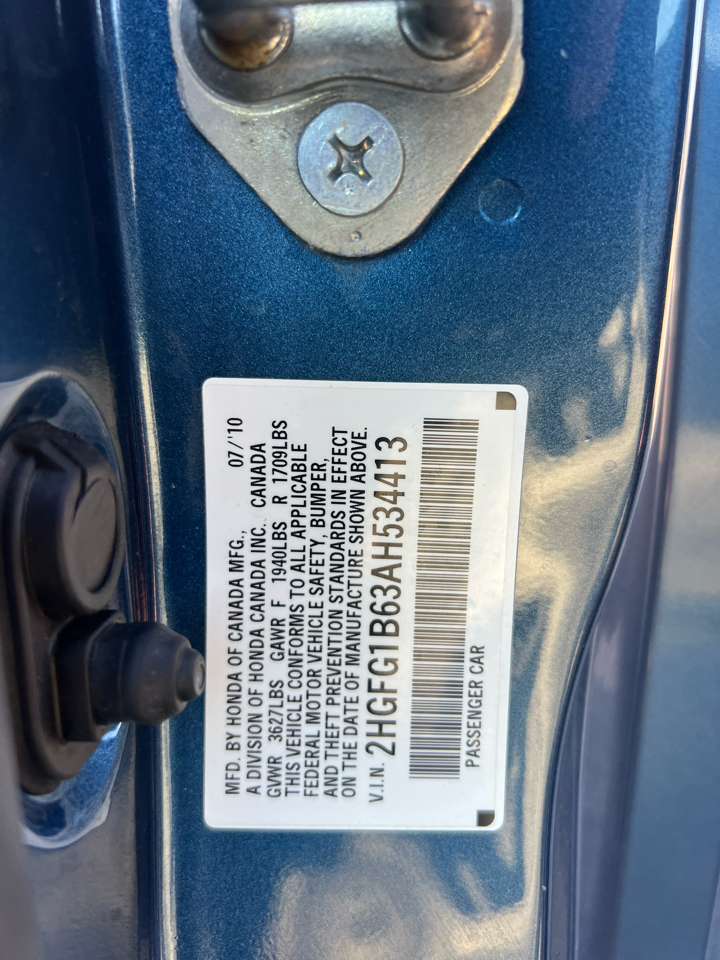 MFD. BY HONDA OF CANADA MFG., 07/'10
A DIVISION OF HONDA CANADA INC. CANADA
GVWR 3627LBS GAWR F 1940LBS R 1709LBS
THIS VEHICLE CONFORMS TO ALL APPLICABLE
FEDERAL MOTOR VEHICLE SAFETY, BUMPER,
AND THEFT PREVENTION STANDARDS IN EFFECT
ON THE DATE OF MANUFACTURE SHOWN ABOVE.
V.I.N. 2HGFG1B63AH534413
PASSENGER CAR